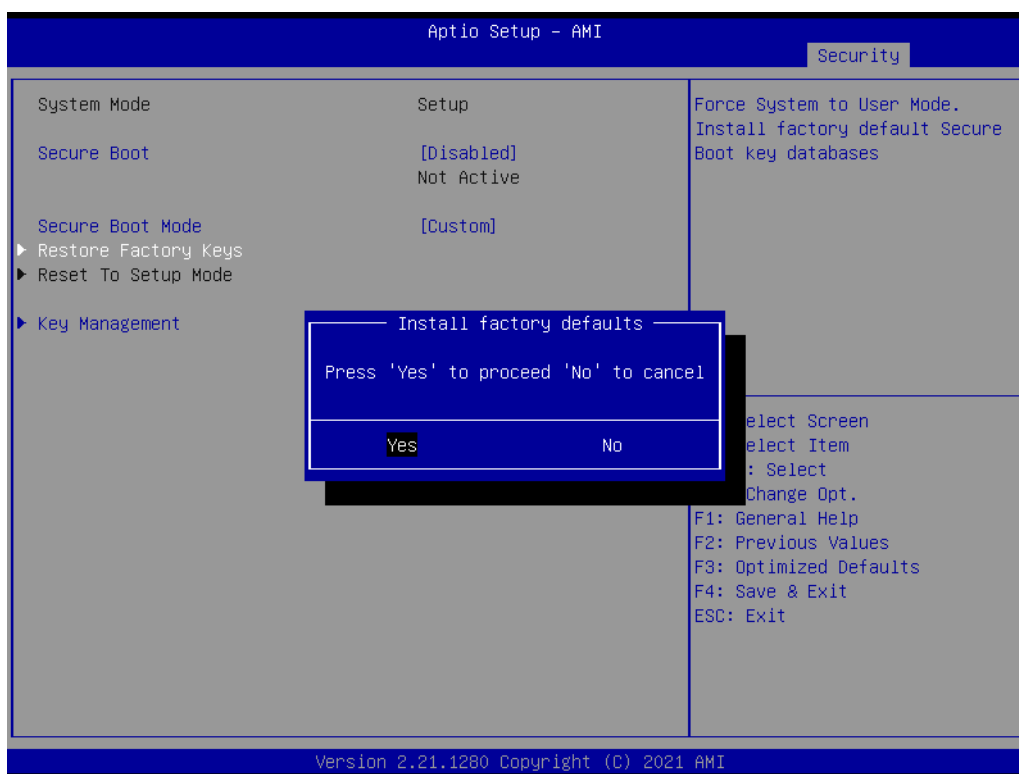 Aptio Setup – AMI
Security
System Mode Setup
Secure Boot [Disabled]
Not Active
Secure Boot Mode [Custom]
Restore Factory Keys
Reset To Setup Mode
Key Management
Force System to User Mode.
Install factory default Secure
Boot key databases
Install factory defaults
Press 'Yes' to proceed 'No' to cancel
Yes No
elect Screen
elect Item
: Select
Change Opt.
F1: General Help
F2: Previous Values
F3: Optimized Defaults
F4: Save & Exit
ESC: Exit
Version 2.21.1280 Copyright (C) 2021 AMI